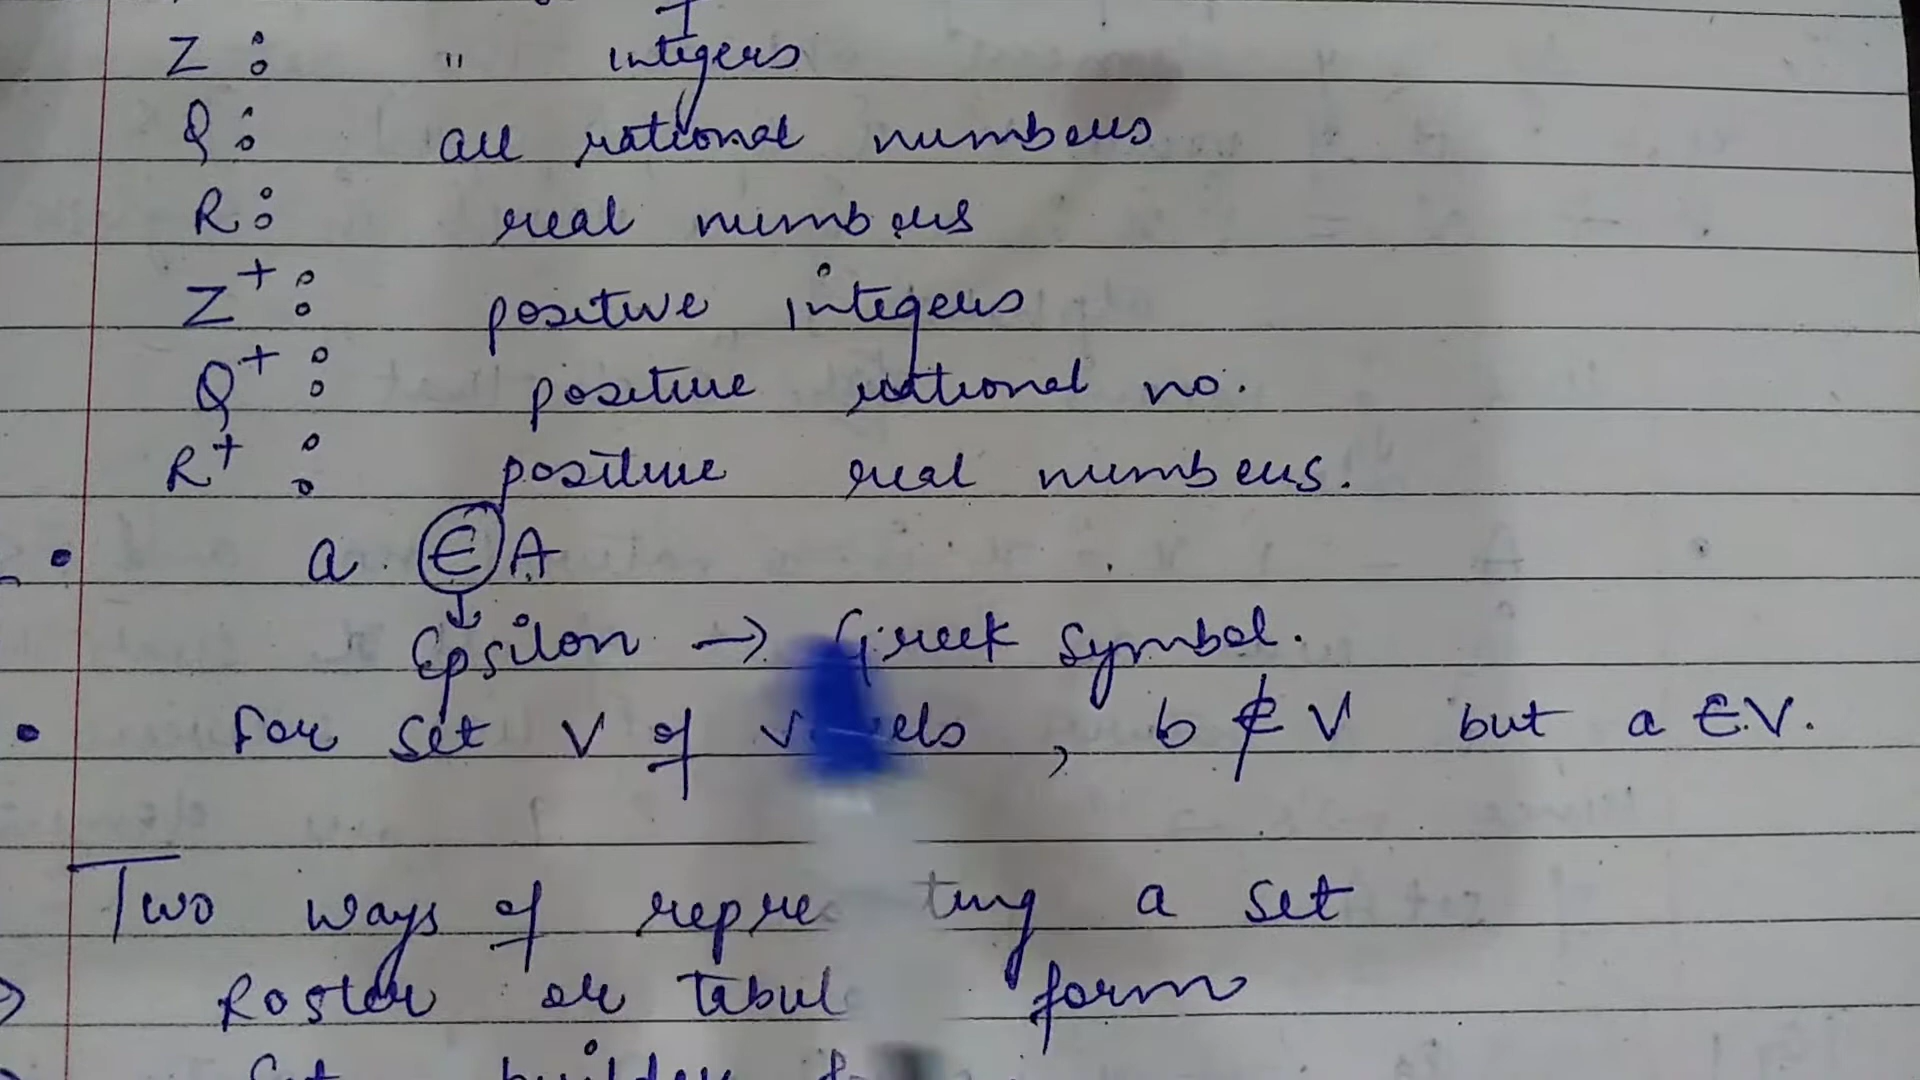 Z : " integers
Q : all rational numbers
R : real numbers
Z+ : positive integers
Q+ : positive rational no.
R+ : positive real numbers.
• a ∈ A
↓
Epsilon → Greek Symbol.
• For set V of , b ∉ V but a ∈ V.
Two ways of a set
Roster or form
builder